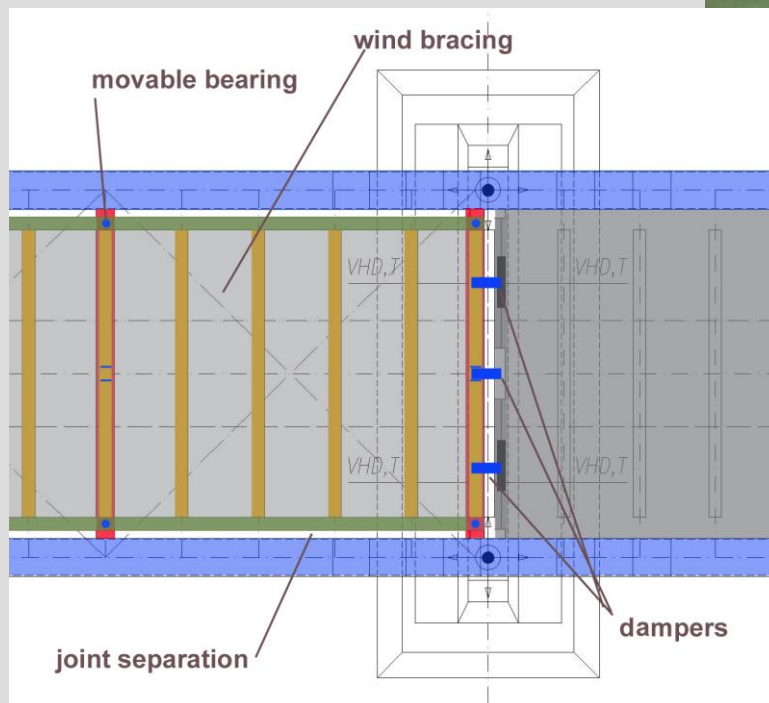 wind bracing
movable bearing
VHD,T
VHD,T
VHD,T
VHD,T
dampers
joint separation